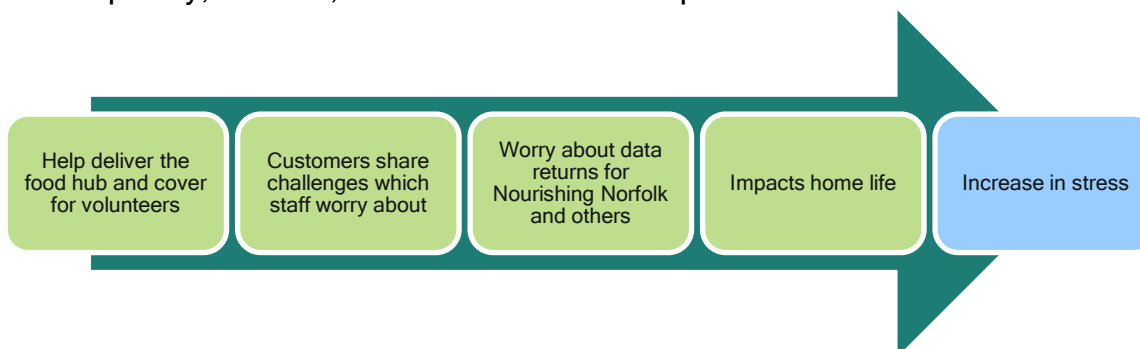 Help deliver the
food hub and cover
for volunteers
Customers share
challenges which
staff worry about
Worry about data
returns for
Nourishing Norfolk
and others
Impacts home life
Increase in stress